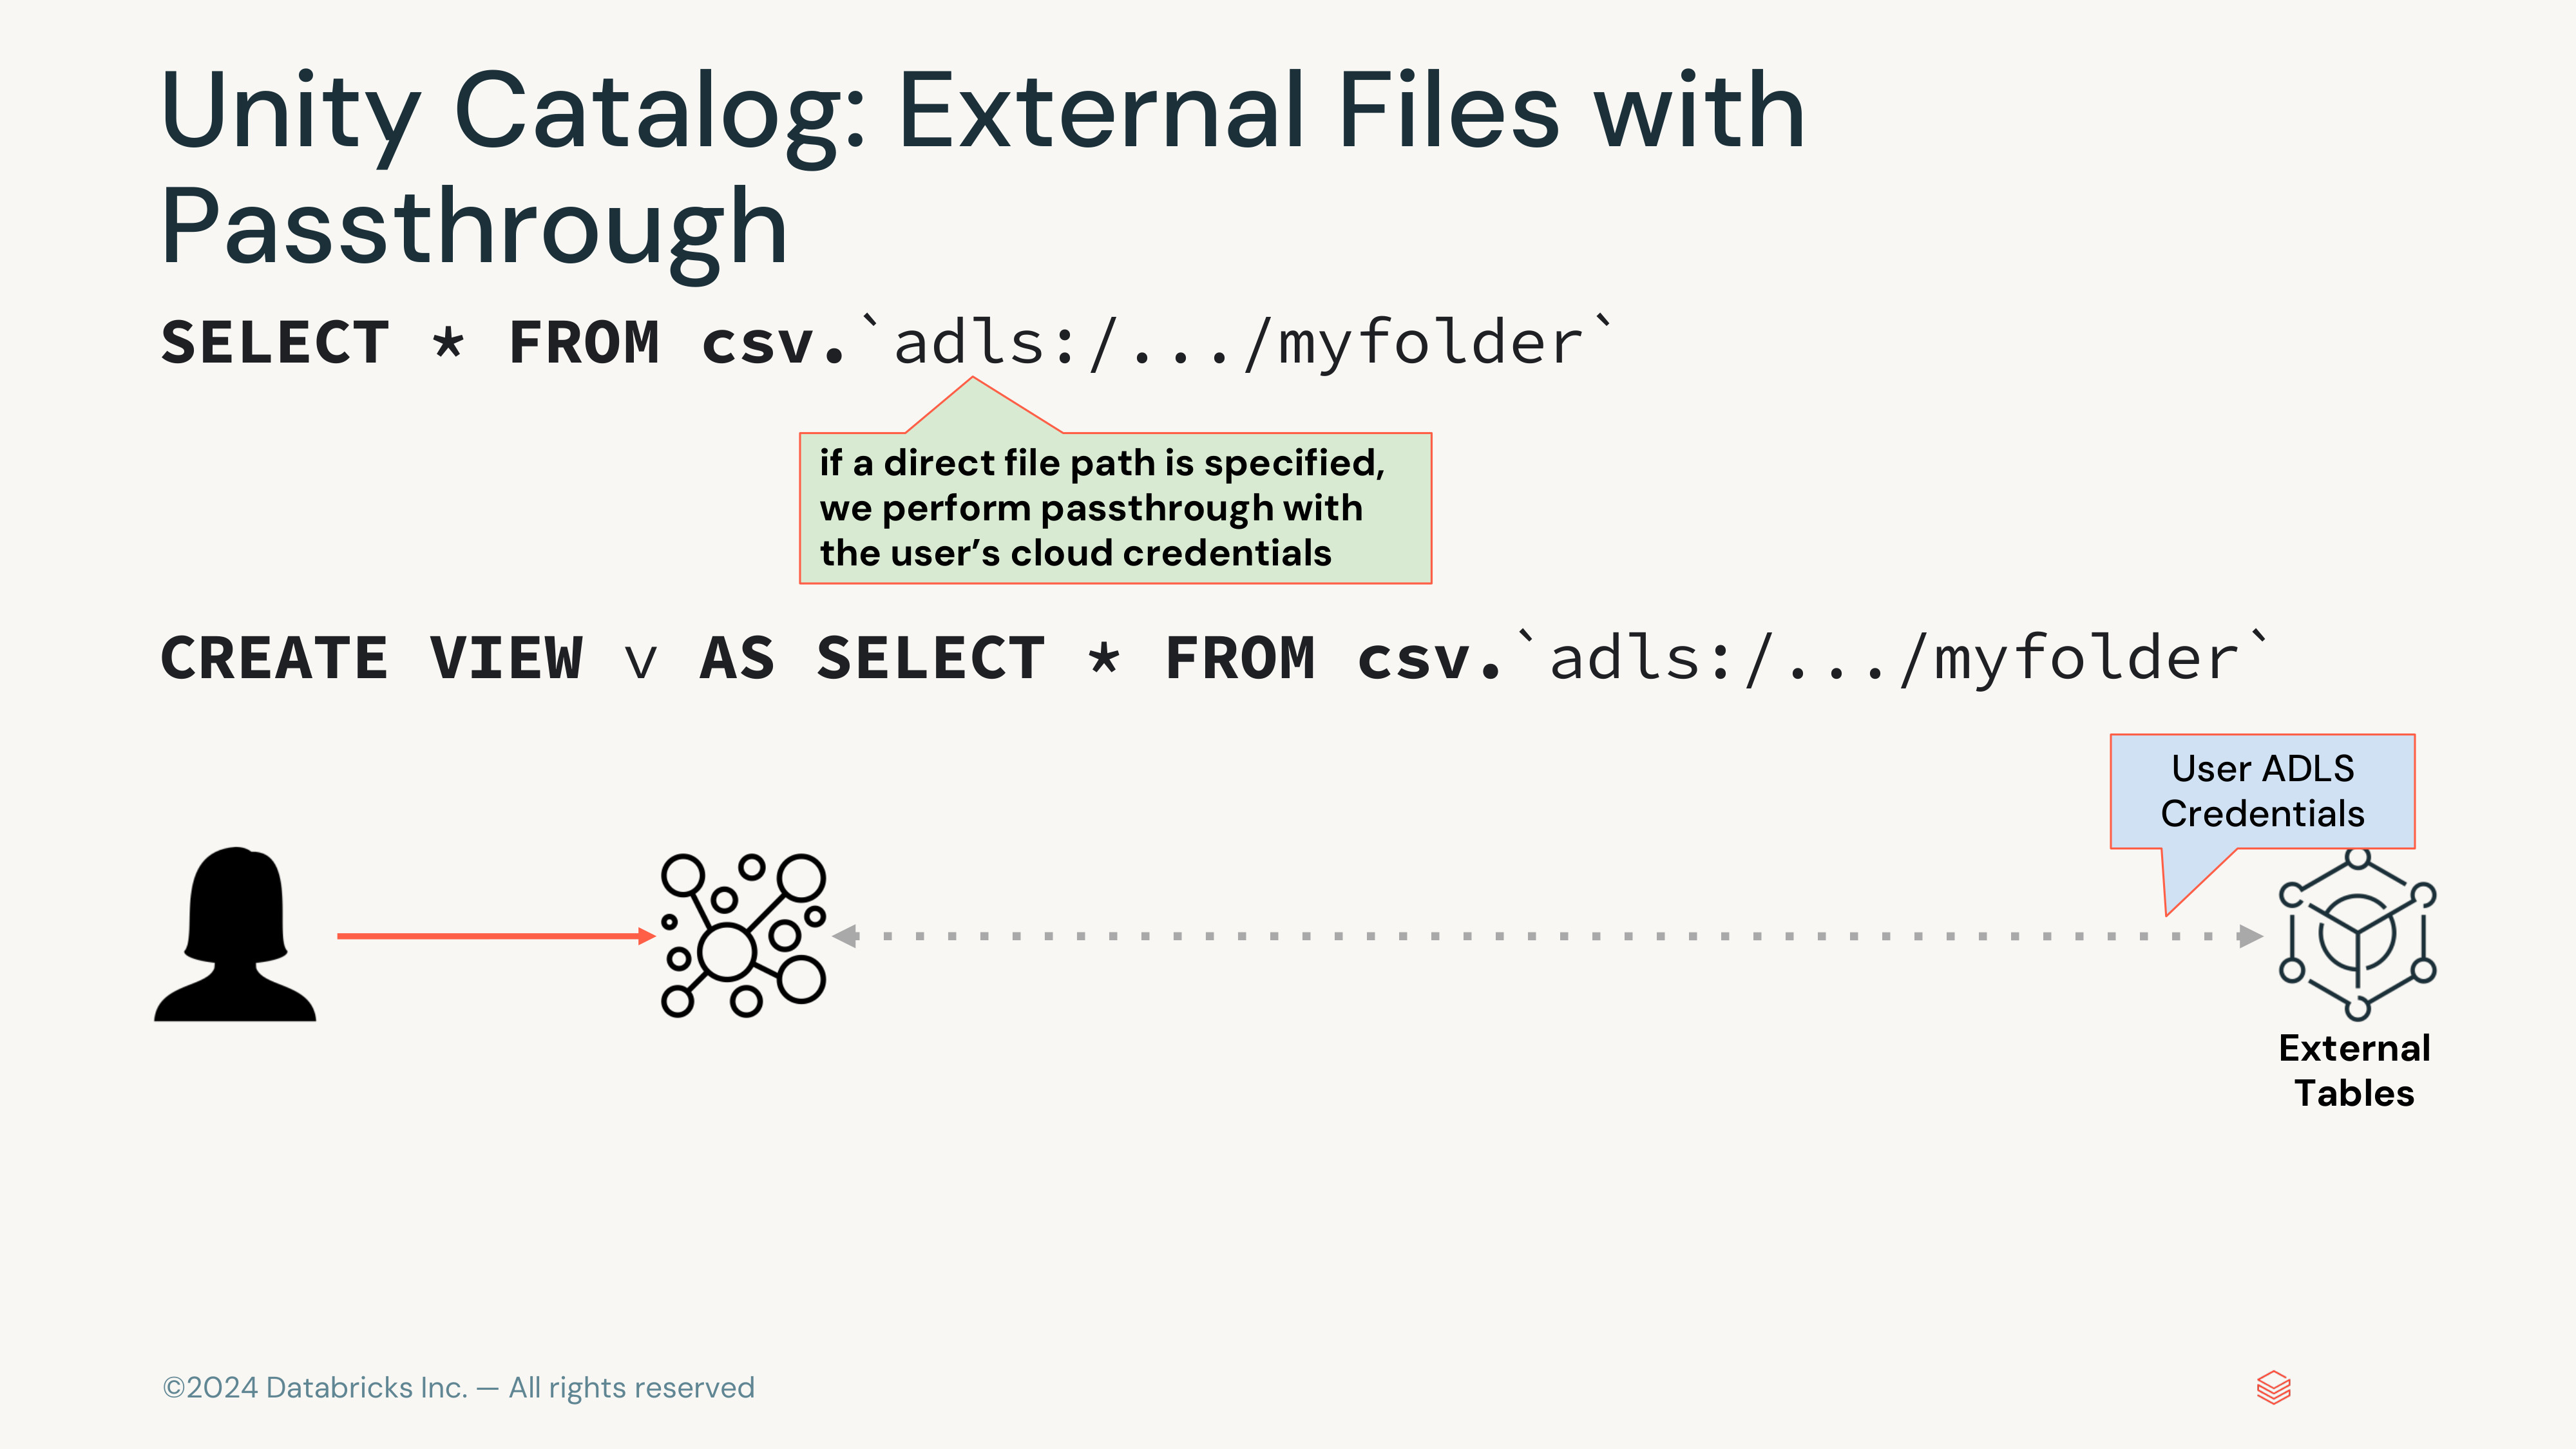 Unity Catalog: External Files with
Passthrough
SELECT * FROM csv.`adls:/.../myfolder`
if a direct file path is specified,
we perform passthrough with
the user’s cloud credentials
CREATE VIEW v AS SELECT * FROM csv.`adls:/.../myfolder`
User ADLS
Credentials
External
Tables
©2024 Databricks Inc. — All rights reserved